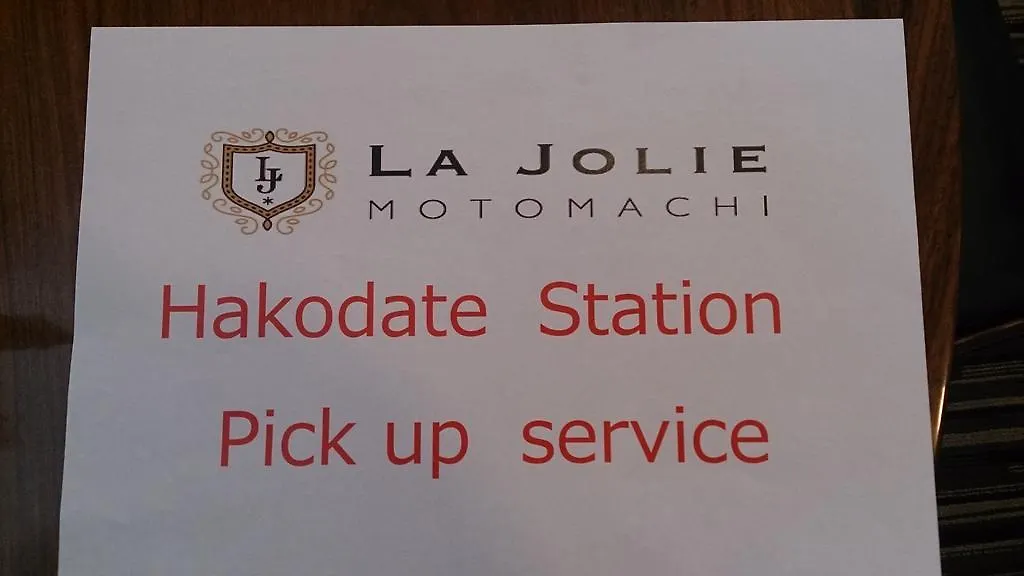 LJ
*
LA JOLIE
MOTOMACHI
Hakodate Station
Pick up service